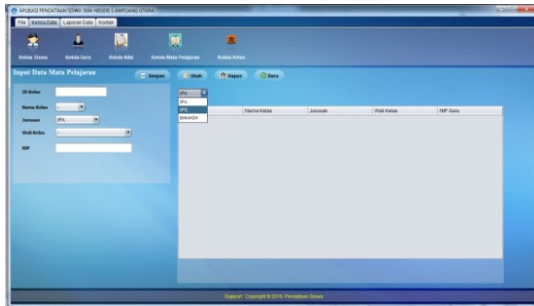 APLIKASI PENDATAAN SISWA SMA NEGERI 1 AMPOANG UTARA
File Kelola Data Laporan Data Kontak
Kelola Siswa Kelola Guru Kelola Nilai Kelola Mata Pelajaran Kelola Kelas
Input Data Mata Pelajaran
Simpan Ubah Hapus Baru
ID Kelas
Nama Kelas -
Jurusan IPA
Wali Kelas -
NIP
IPA
IPA
IPS
BAHASA
Nama Kelas Jurusan Wali Kelas NIP Guru
Support Copyright© 2015. Pendataan Siswa